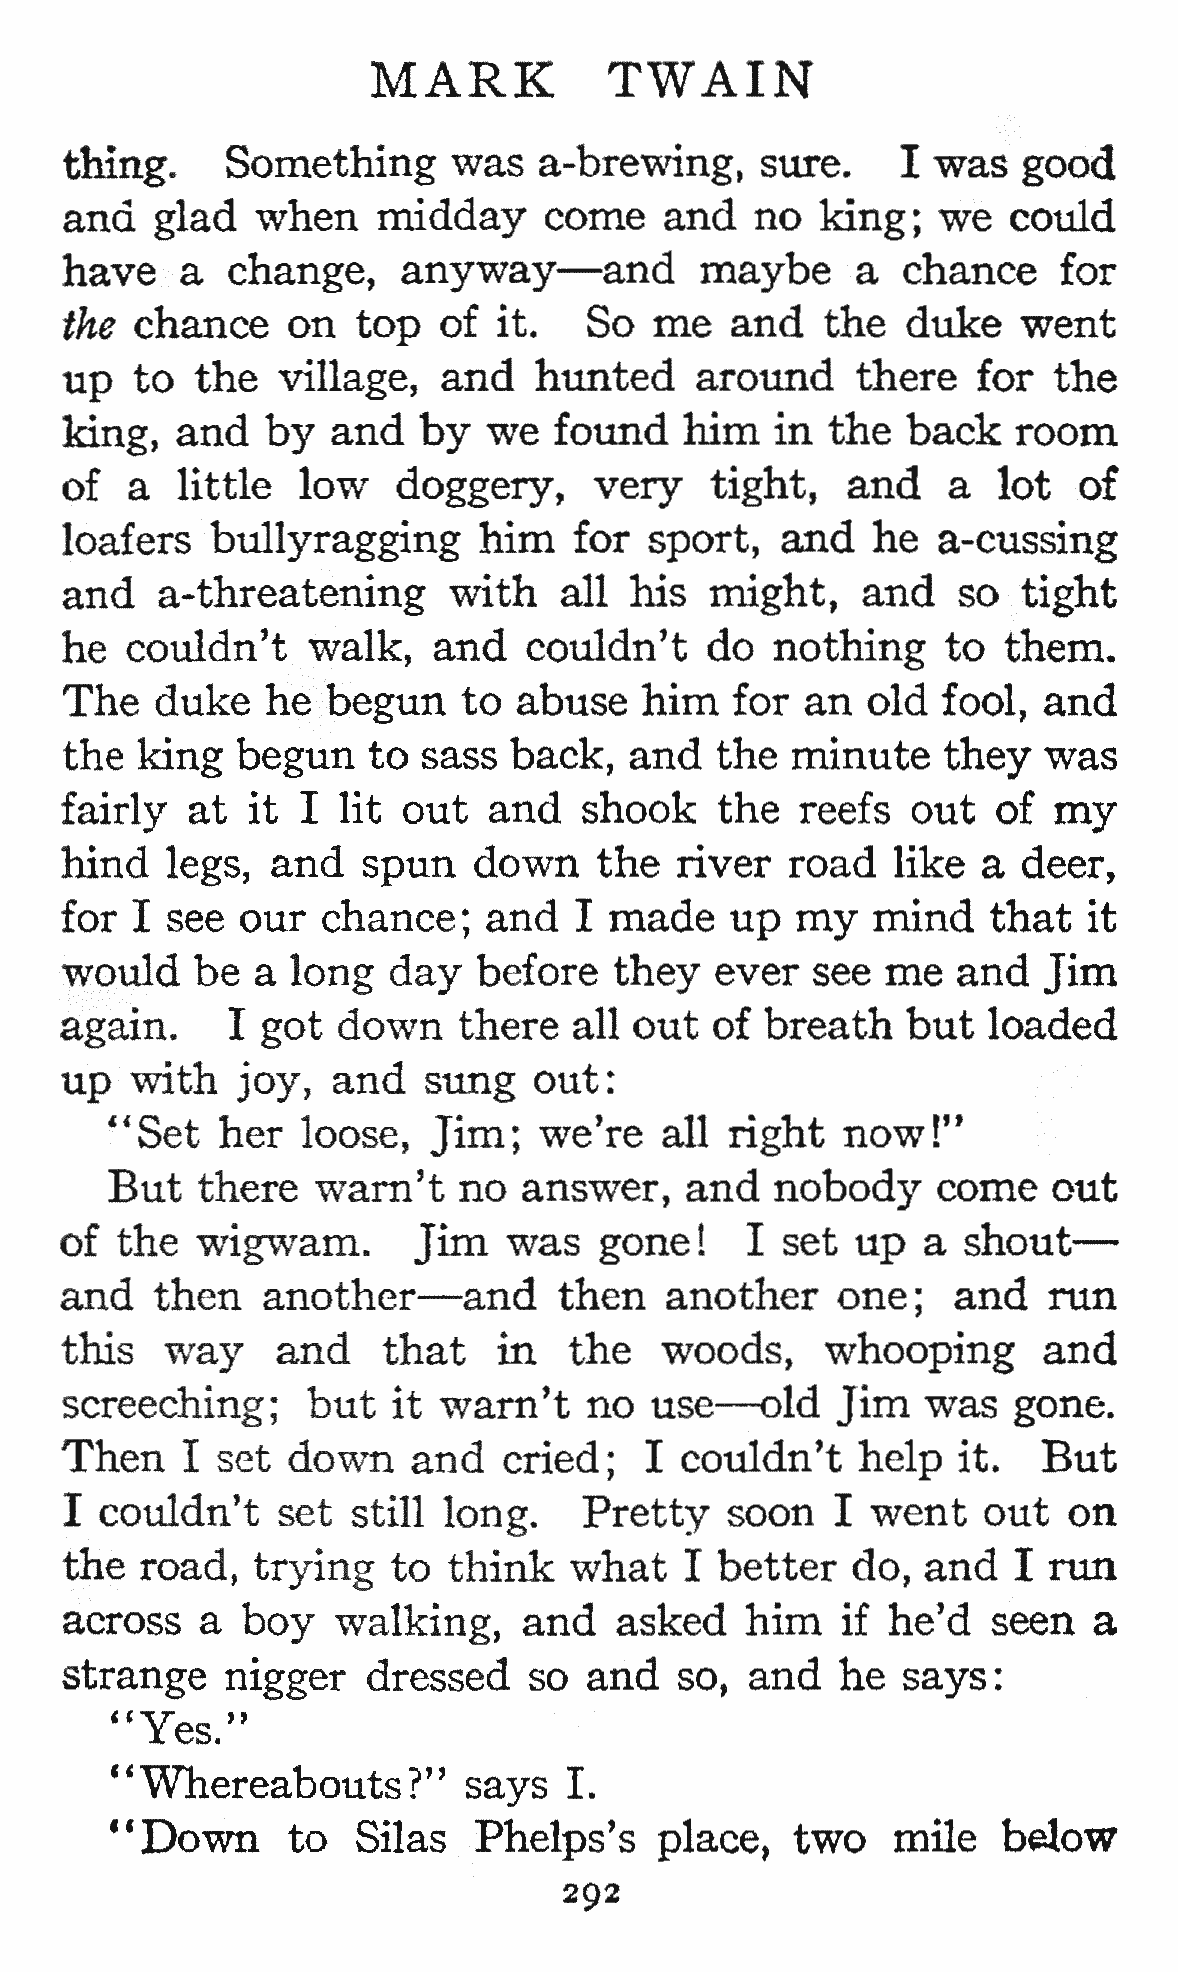 MARK TWAIN
thing. Something was a-brewing, sure. I was good
and glad when midday come and no king; we could
have a change, anyway—and maybe a chance for
the chance on top of it. So me and the duke went
up to the village, and hunted around there for the
king, and by and by we found him in the back room
of a little low doggery, very tight, and a lot of
loafers bullyragging him for sport, and he a-cussing
and a-threatening with all his might, and so tight
he couldn't walk, and couldn't do nothing to them.
The duke he begun to abuse him for an old fool, and
the king begun to sass back, and the minute they was
fairly at it I lit out and shook the reefs out of my
hind legs, and spun down the river road like a deer,
for I see our chance; and I made up my mind that it
would be a long day before they ever see me and Jim
again. I got down there all out of breath but loaded
up with joy, and sung out:
“Set her loose, Jim; we're all right now!”
But there warn't no answer, and nobody come out
of the wigwam. Jim was gone! I set up a shout—
and then another—and then another one; and run
this way and that in the woods, whooping and
screeching; but it warn't no use—old Jim was gone.
Then I set down and cried; I couldn't help it. But
I couldn't set still long. Pretty soon I went out on
the road, trying to think what I better do, and I run
across a boy walking, and asked him if he'd seen a
strange nigger dressed so and so, and he says:
“Yes.”
“Whereabouts?” says I.
“Down to Silas Phelps's place, two mile below
292